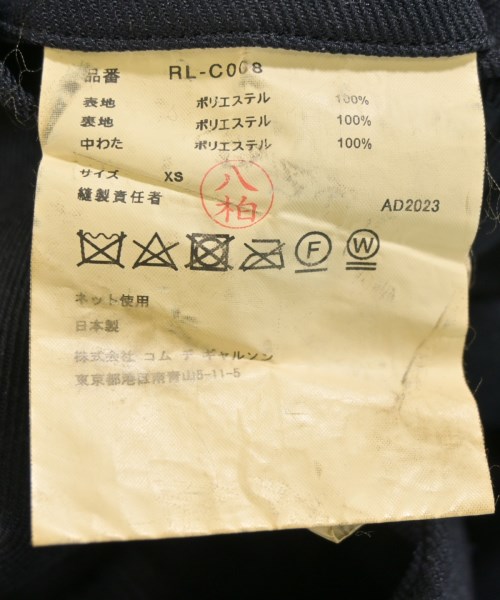 品番 RL-C008
表地 ポリエステル 100%
裏地 ポリエステル 100%
中わた ポリエステル 100%
サイズ XS
縫製責任者 八柏 AD2023
F W
ネット使用
日本製
株式会社 コム デ ギャルソン
東京都港区南青山5-11-5